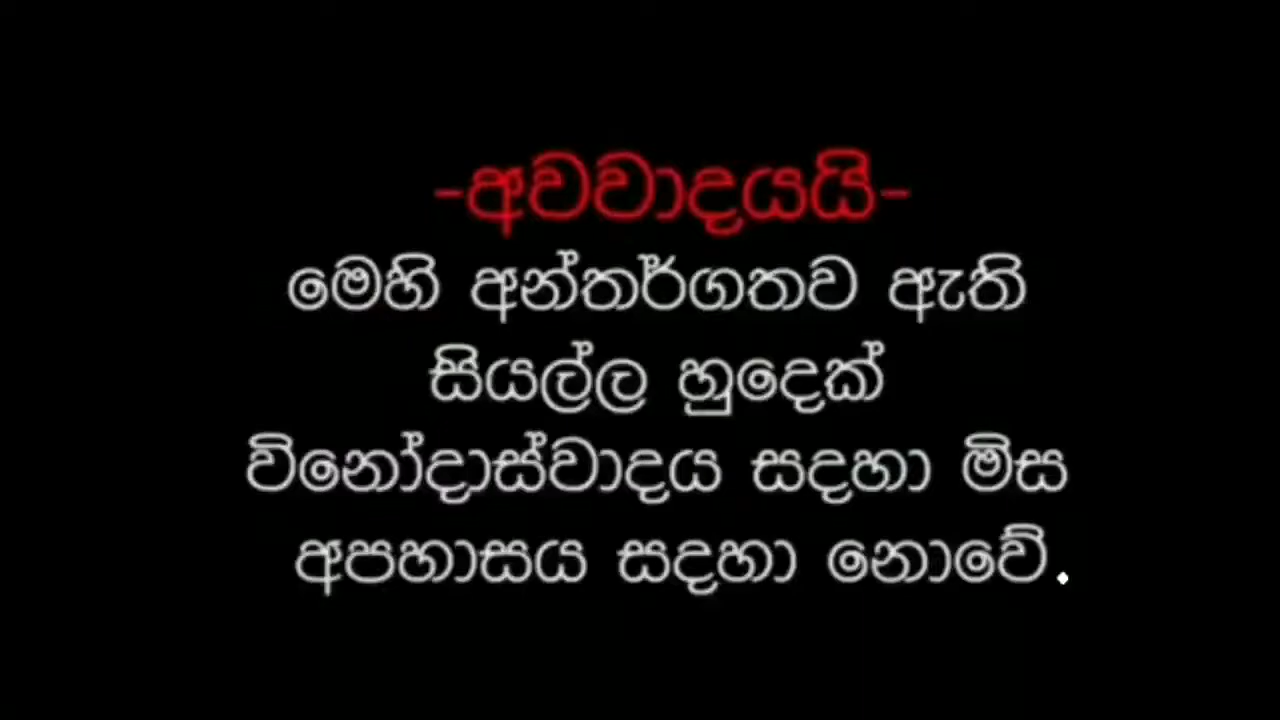 -අවවාදයයි-
මෙහි අන්තර්ගතව ඇති
සියල්ල හුදෙක්
විනෝදාස්වාදය සදහා මිස
අපහාසය සදහා නොවේ.